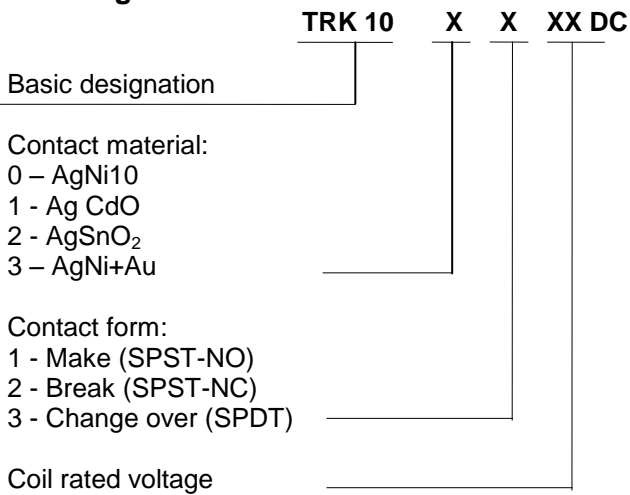 TRK 10 X X XX DC
Basic designation
Contact material:
0 – AgNi10
1 - Ag CdO
2 - AgSnO₂
3 – AgNi+Au
Contact form:
1 - Make (SPST-NO)
2 - Break (SPST-NC)
3 - Change over (SPDT)
Coil rated voltage